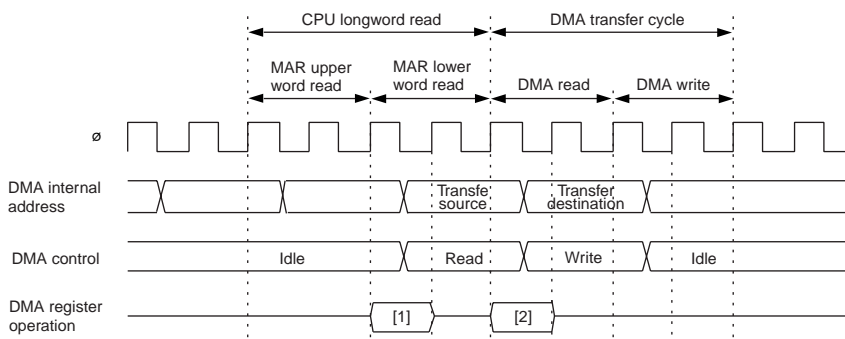 CPU longword read
DMA transfer cycle
MAR upper
word read
MAR lower
word read
DMA read
DMA write
ø
DMA internal
address
Transfe
source
Transfer
destination
DMA control
Idle
Read
Write
Idle
DMA register
operation
[1]
[2]